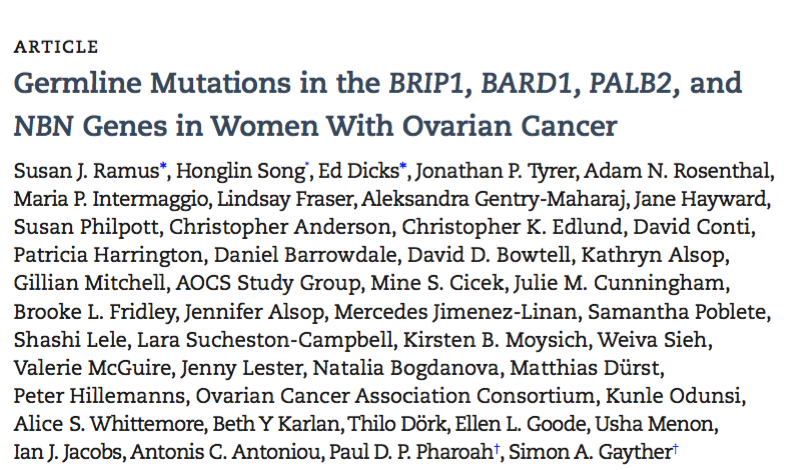 ARTICLE
Germline Mutations in the BRIP1, BARD1, PALB2, and
NBN Genes in Women With Ovarian Cancer
Susan J. Ramus*, Honglin Song*, Ed Dicks*, Jonathan P. Tyrer, Adam N. Rosenthal,
Maria P. Intermaggio, Lindsay Fraser, Aleksandra Gentry-Maharaj, Jane Hayward,
Susan Philpott, Christopher Anderson, Christopher K. Edlund, David Conti,
Patricia Harrington, Daniel Barrowdale, David D. Bowtell, Kathryn Alsop,
Gillian Mitchell, AOCS Study Group, Mine S. Cicek, Julie M. Cunningham,
Brooke L. Fridley, Jennifer Alsop, Mercedes Jimenez-Linan, Samantha Poblete,
Shashi Lele, Lara Sucheston-Campbell, Kirsten B. Moysich, Weiva Sieh,
Valerie McGuire, Jenny Lester, Natalia Bogdanova, Matthias Dürst,
Peter Hillemanns, Ovarian Cancer Association Consortium, Kunle Odunsi,
Alice S. Whittemore, Beth Y Karlan, Thilo Dörk, Ellen L. Goode, Usha Menon,
Ian J. Jacobs, Antonis C. Antoniou, Paul D. P. Pharoah†, Simon A. Gayther†